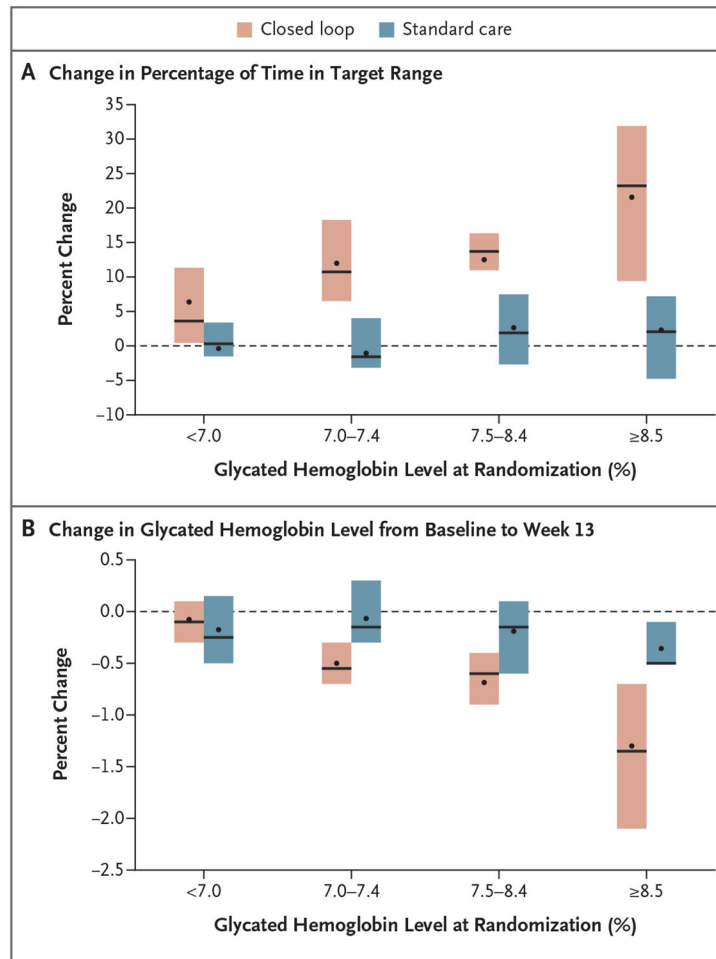 Closed loop Standard care
A Change in Percentage of Time in Target Range
35
30
25
20
15
10
5
0
−5
−10
Percent Change
<7.0 7.0–7.4 7.5–8.4 ≥8.5
Glycated Hemoglobin Level at Randomization (%)
B Change in Glycated Hemoglobin Level from Baseline to Week 13
0.5
0.0
−0.5
−1.0
−1.5
−2.0
−2.5
Percent Change
<7.0 7.0–7.4 7.5–8.4 ≥8.5
Glycated Hemoglobin Level at Randomization (%)